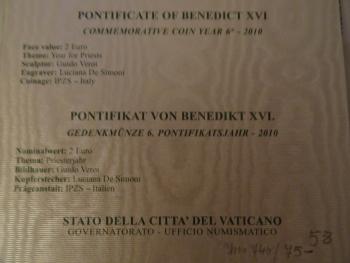 PONTIFICATE OF BENEDICT XVI
COMMEMORATIVE COIN YEAR 6° - 2010
Face value: 2 Euro
Theme: Year for Priests
Sculptor: Guido Veroi
Engraver: Luciana De Simoni
Coinage: IPZS – Italy
PONTIFIKAT VON BENEDIKT XVI.
GEDENKMÜNZE 6. PONTIFIKATSJAHR - 2010
Nominalwert: 2 Euro
Thema: Priesterjahr
Bildhauer: Guido Veroi
Kupferstecher: Luciana De Simoni
Prägeanstalt: IPZS – Italien
STATO DELLA CITTA' DEL VATICANO
GOVERNATORATO - UFFICIO NUMISMATICO
53
75-